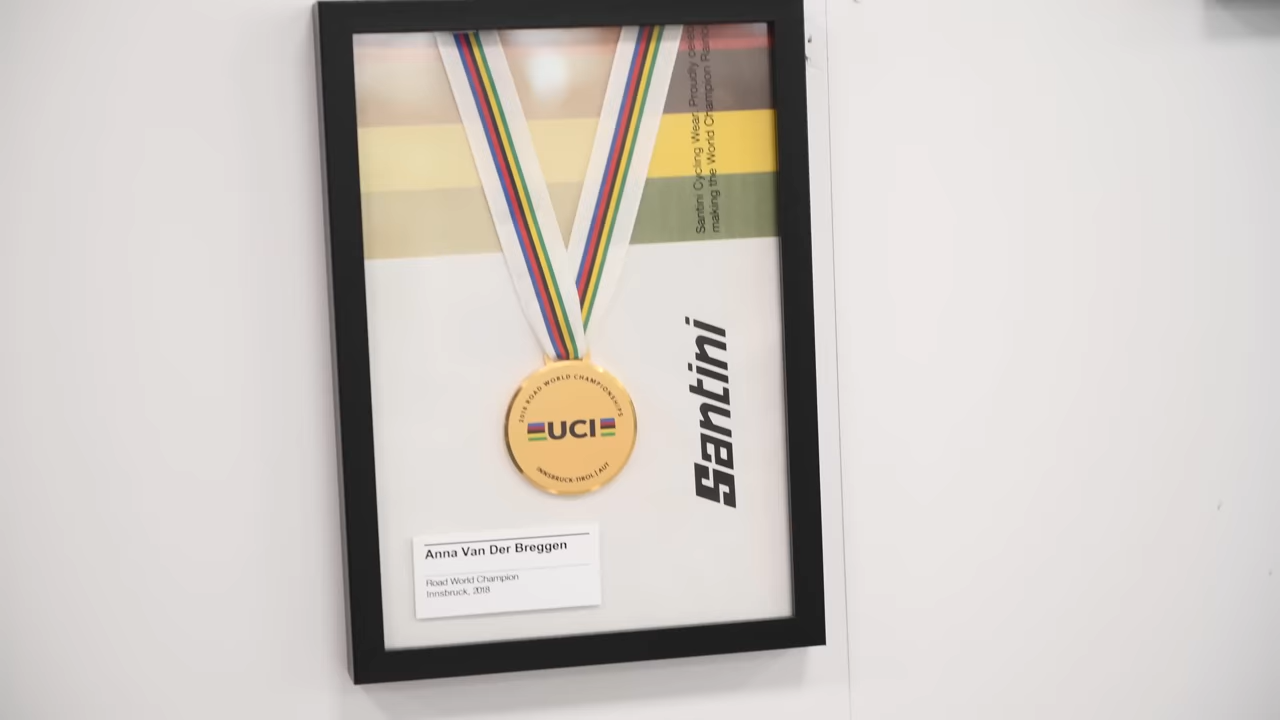 Santini Cycling Wear. Proudly
making the World Champion
2018 ROAD WORLD CHAMPIONSHIPS
UCI
INNSBRUCK-TIROL | AUT
Santini
Anna Van Der Breggen
Road World Champion
Innsbruck, 2018